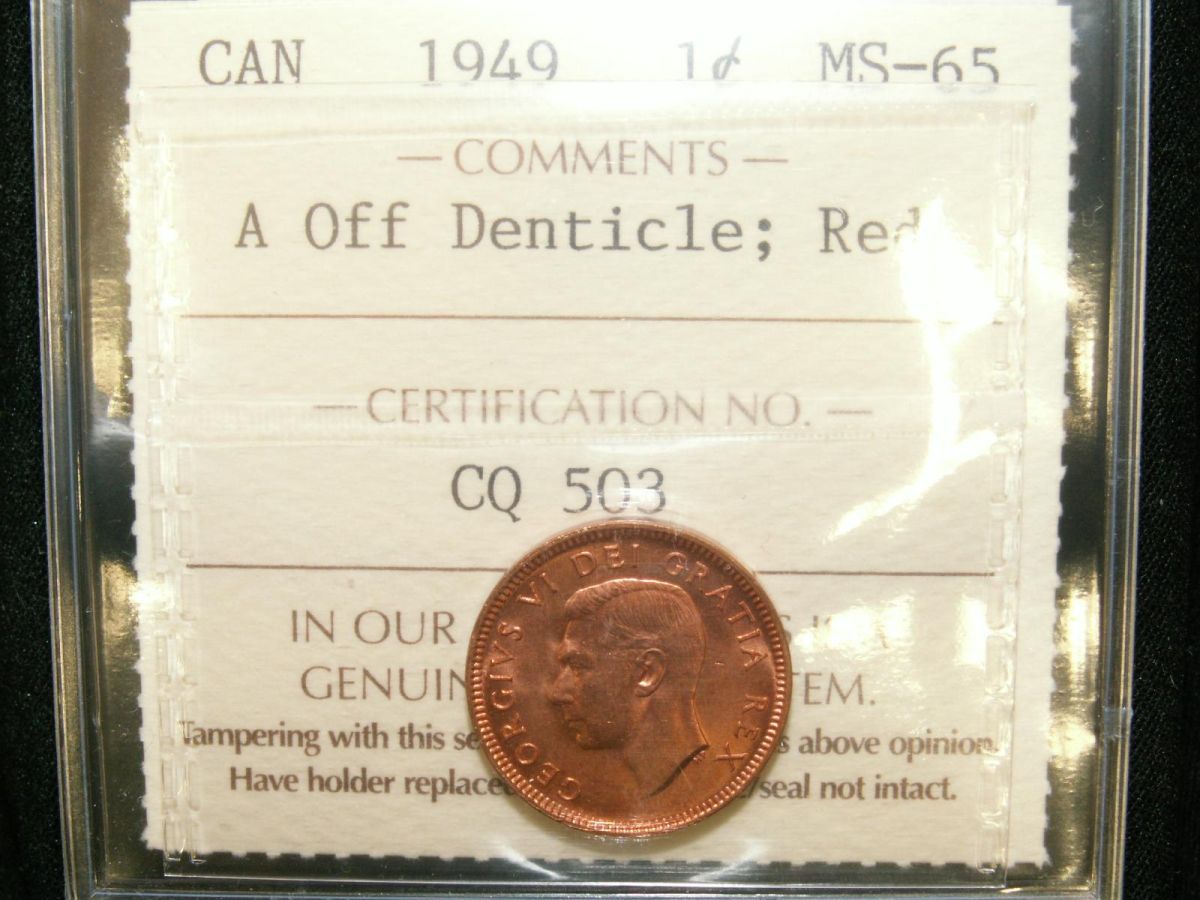 CAN 1949 1¢ MS-65
— COMMENTS —
A Off Denticle; Red
— CERTIFICATION NO. —
CQ 503
GEORGIVS VI DEI GRATIA REX
IN OUR
GENUIN TEM.
Tampering with this se s above opinion.
Have holder replace /seal not intact.